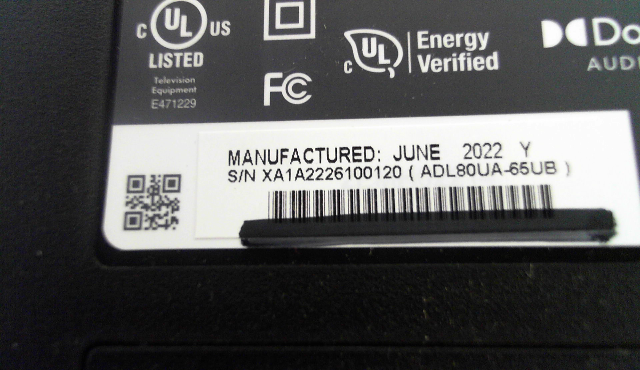 c UL US
LISTED
Television
Equipment
E471229
FC
c UL Energy
Verified
AUDI
MANUFACTURED: JUNE 2022 Y
S/N XA1A2226100120 ( ADL80UA-65UB )